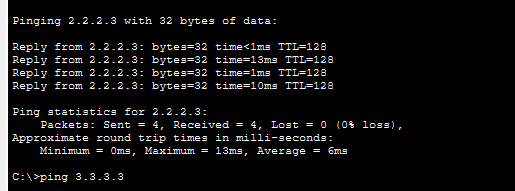 Pinging 2.2.2.3 with 32 bytes of data:
Reply from 2.2.2.3: bytes=32 time<1ms TTL=128
Reply from 2.2.2.3: bytes=32 time=13ms TTL=128
Reply from 2.2.2.3: bytes=32 time=1ms TTL=128
Reply from 2.2.2.3: bytes=32 time=10ms TTL=128
Ping statistics for 2.2.2.3:
Packets: Sent = 4, Received = 4, Lost = 0 (0% loss),
Approximate round trip times in milli-seconds:
Minimum = 0ms, Maximum = 13ms, Average = 6ms
C:\>ping 3.3.3.3